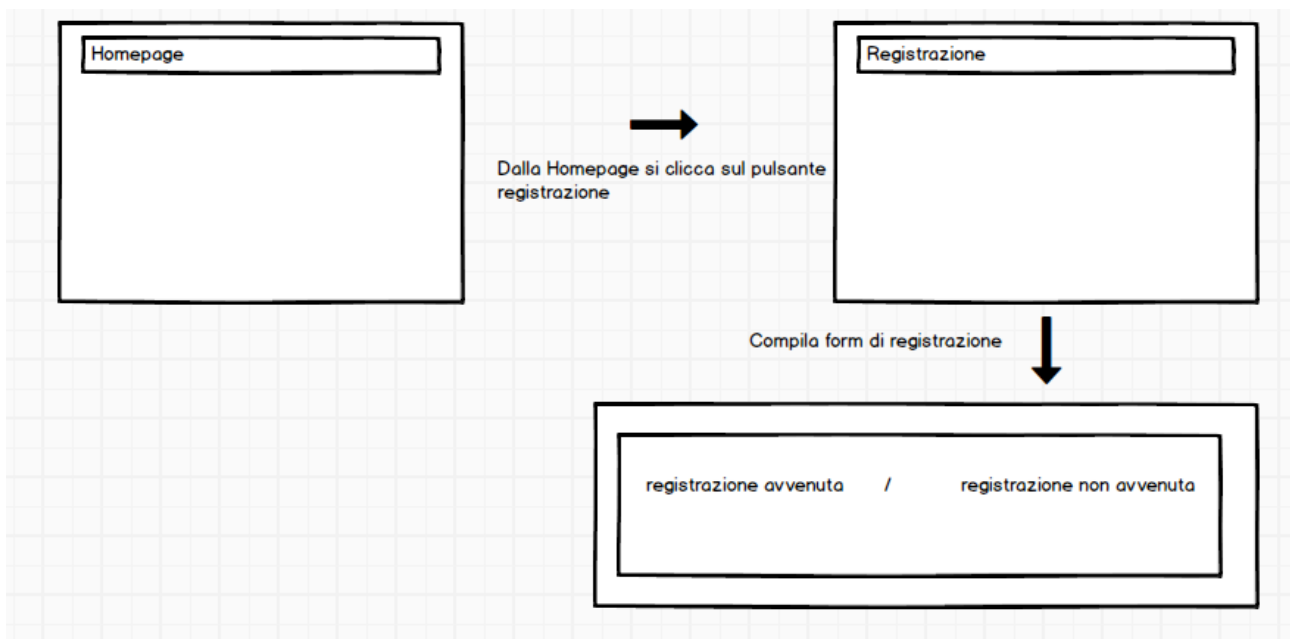 Homepage
Registrazione
Dalla Homepage si clicca sul pulsante
registrazione
Compila form di registrazione
registrazione avvenuta / registrazione non avvenuta